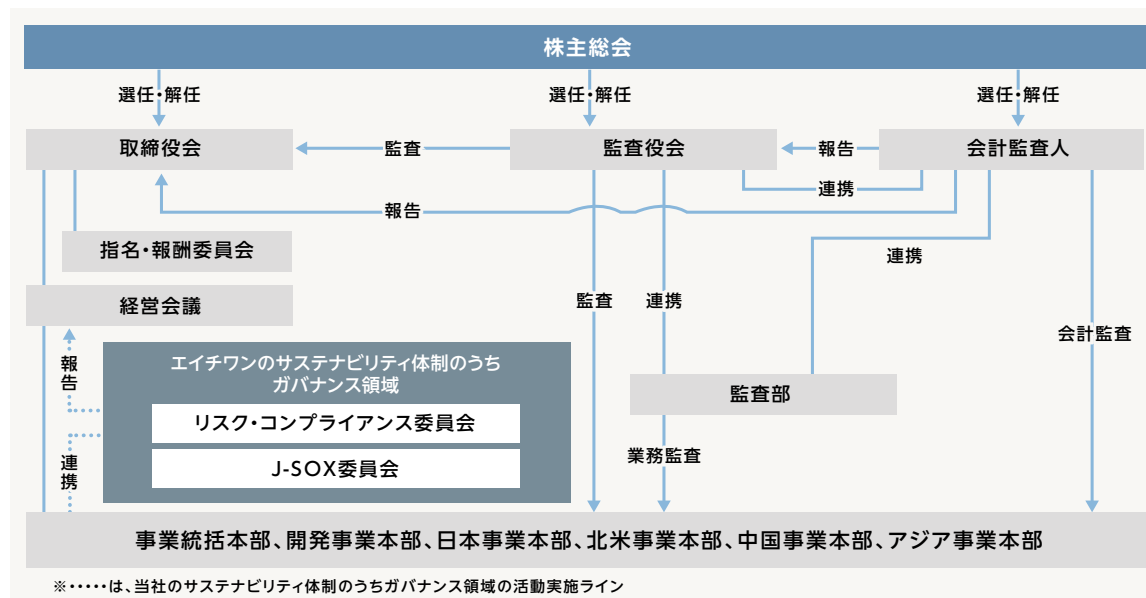 株主総会
選任・解任
選任・解任
選任・解任
取締役会
監査
監査役会
報告
会計監査人
連携
報告
指名・報酬委員会
連携
経営会議
監査
連携
会計監査
報告
エイチワンのサステナビリティ体制のうち
ガバナンス領域
監査部
リスク・コンプライアンス委員会
連携
J-SOX委員会
業務監査
事業統括本部、開発事業本部、日本事業本部、北米事業本部、中国事業本部、アジア事業本部
※・・・・・は、当社のサステナビリティ体制のうちガバナンス領域の活動実施ライン